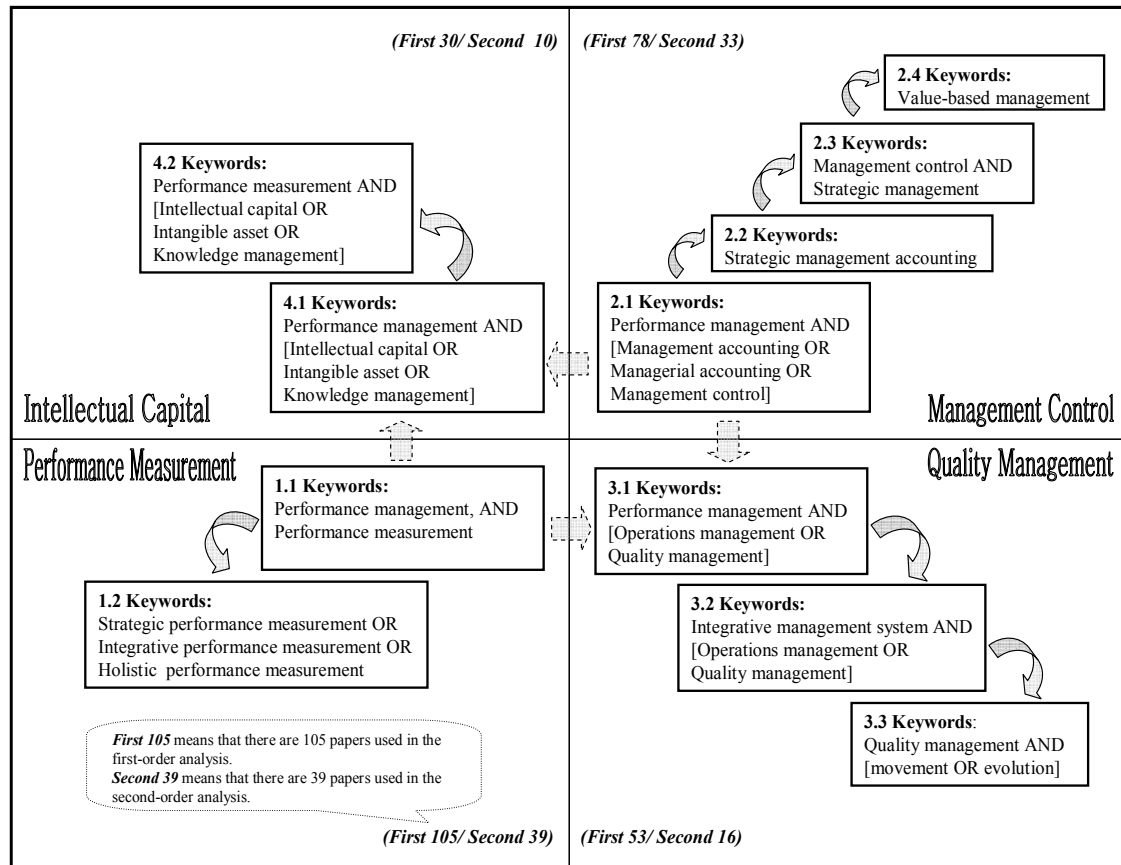 (First 30/ Second 10)
(First 78/ Second 33)
2.4 Keywords:
Value-based management
2.3 Keywords:
Management control AND
Strategic management
4.2 Keywords:
Performance measurement AND
[Intellectual capital OR
Intangible asset OR
Knowledge management]
2.2 Keywords:
Strategic management accounting
4.1 Keywords:
Performance management AND
[Intellectual capital OR
Intangible asset OR
Knowledge management]
2.1 Keywords:
Performance management AND
[Management accounting OR
Managerial accounting OR
Management control]
Intellectual Capital
Management Control
Performance Measurement
Quality Management
1.1 Keywords:
Performance management, AND
Performance measurement
3.1 Keywords:
Performance management AND
[Operations management OR
Quality management]
1.2 Keywords:
Strategic performance measurement OR
Integrative performance measurement OR
Holistic performance measurement
3.2 Keywords:
Integrative management system AND
[Operations management OR
Quality management]
3.3 Keywords:
Quality management AND
[movement OR evolution]
First 105 means that there are 105 papers used in the
first-order analysis.
Second 39 means that there are 39 papers used in the
second-order analysis.
(First 105/ Second 39)
(First 53/ Second 16)